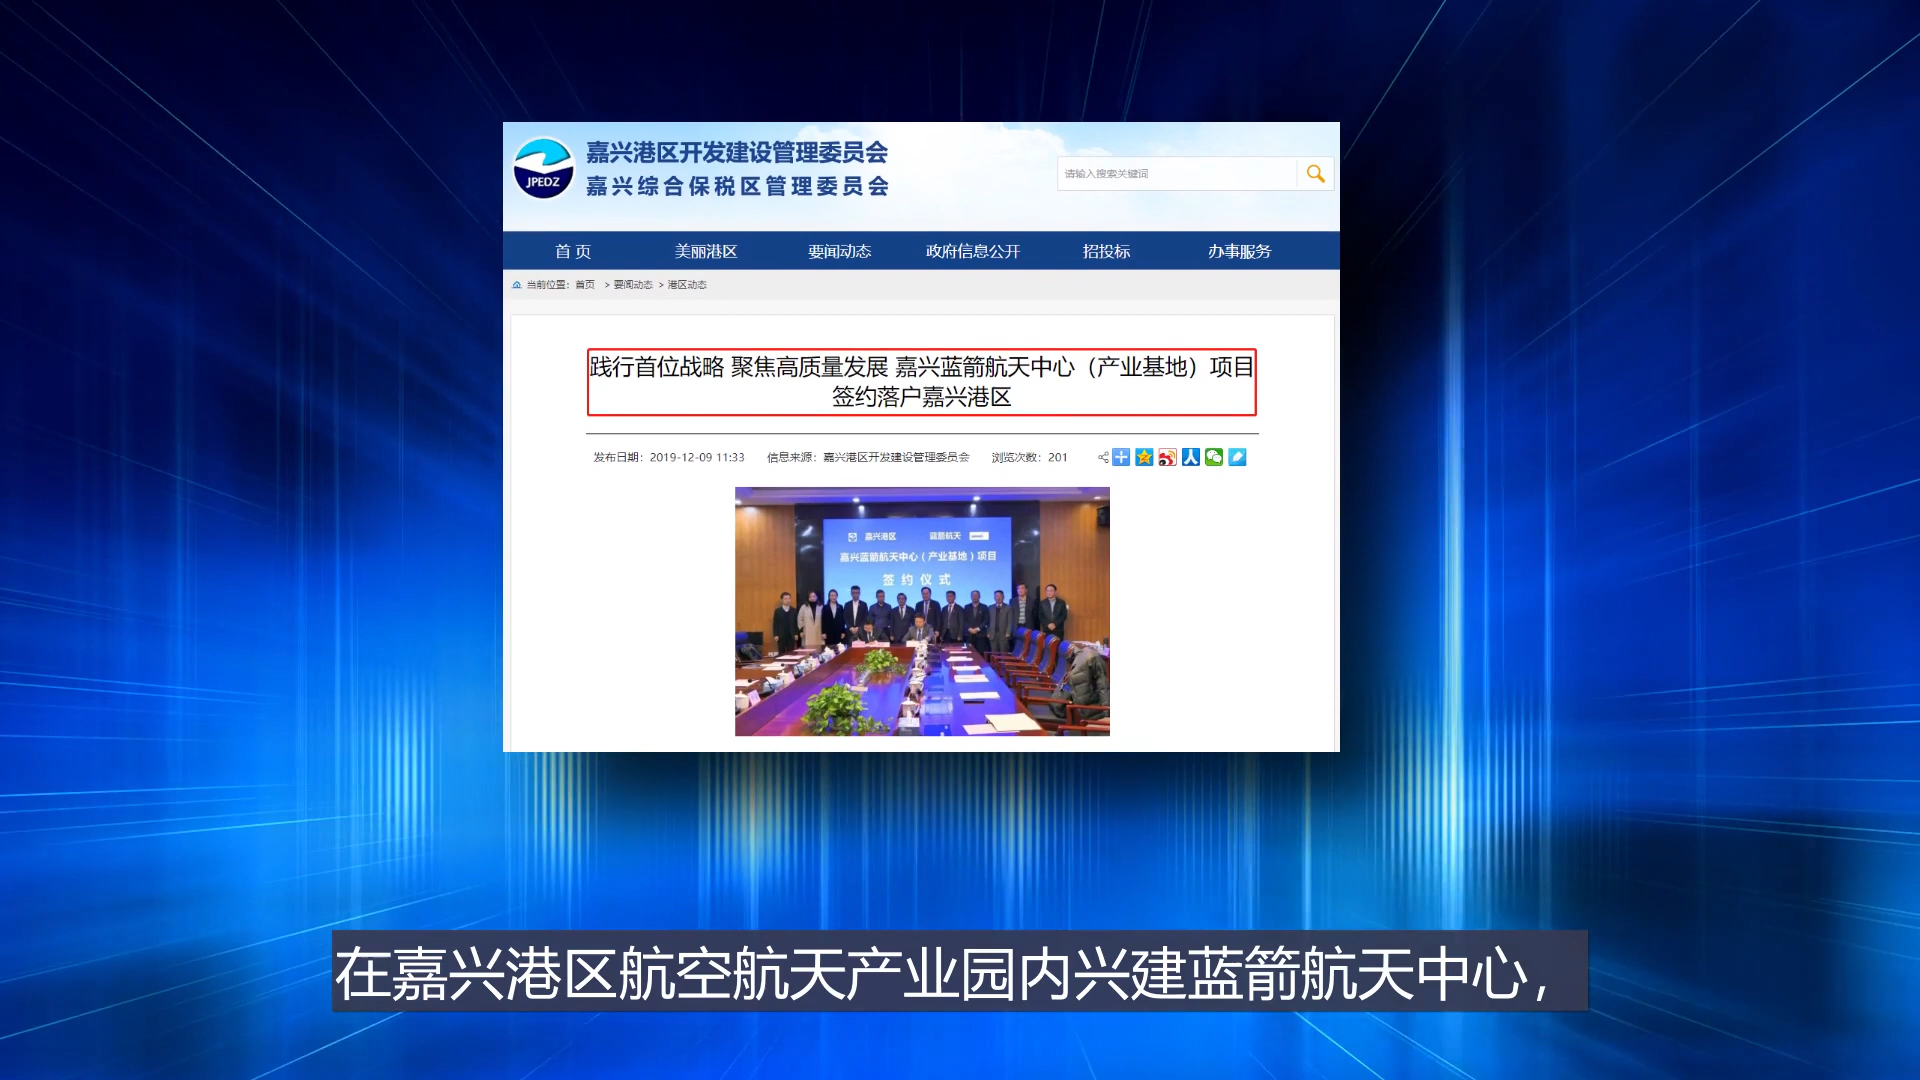 嘉兴港区开发建设管理委员会
嘉兴综合保税区管理委员会
JPEDZ
请输入搜索关键词
首 页 美丽港区 要闻动态 政府信息公开 招投标 办事服务
当前位置：首页 > 要闻动态 > 港区动态
践行首位战略 聚焦高质量发展 嘉兴蓝箭航天中心（产业基地）项目
签约落户嘉兴港区
发布日期：2019-12-09 11:33 信息来源：嘉兴港区开发建设管理委员会 浏览次数：201
嘉兴港区 蓝箭航天
嘉兴蓝箭航天中心（产业基地）项目
签约仪式
在嘉兴港区航空航天产业园内兴建蓝箭航天中心，